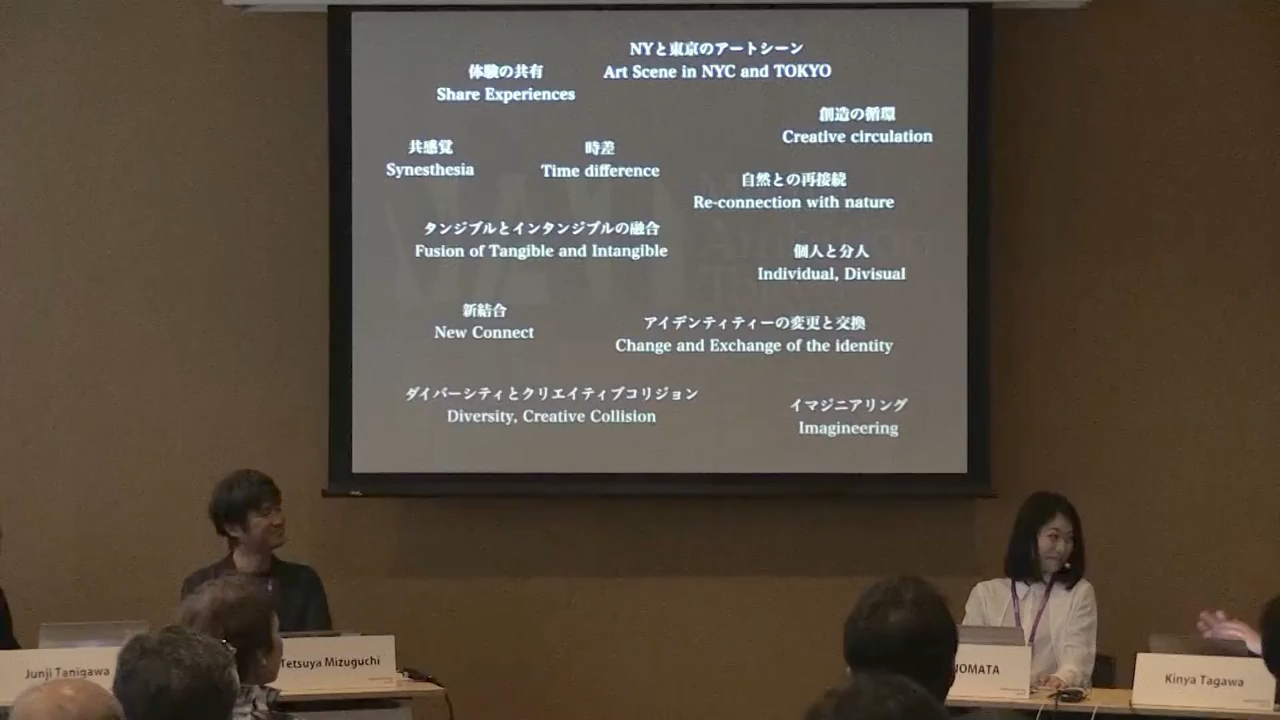 NYと東京のアートシーン
Art Scene in NYC and TOKYO
体験の共有
Share Experiences
創造の循環
Creative circulation
共感覚
Synesthesia
時差
Time difference
自然との再接続
Re-connection with nature
タンジブルとインタンジブルの融合
Fusion of Tangible and Intangible
個人と分人
Individual, Divisual
新結合
New Connect
アイデンティティーの変更と交換
Change and Exchange of the identity
ダイバーシティとクリエイティブコリジョン
Diversity, Creative Collision
イマジニアリング
Imagineering
Junji Tanigawa
Tetsuya Mizuguchi
NOMATA
Kinya Tagawa